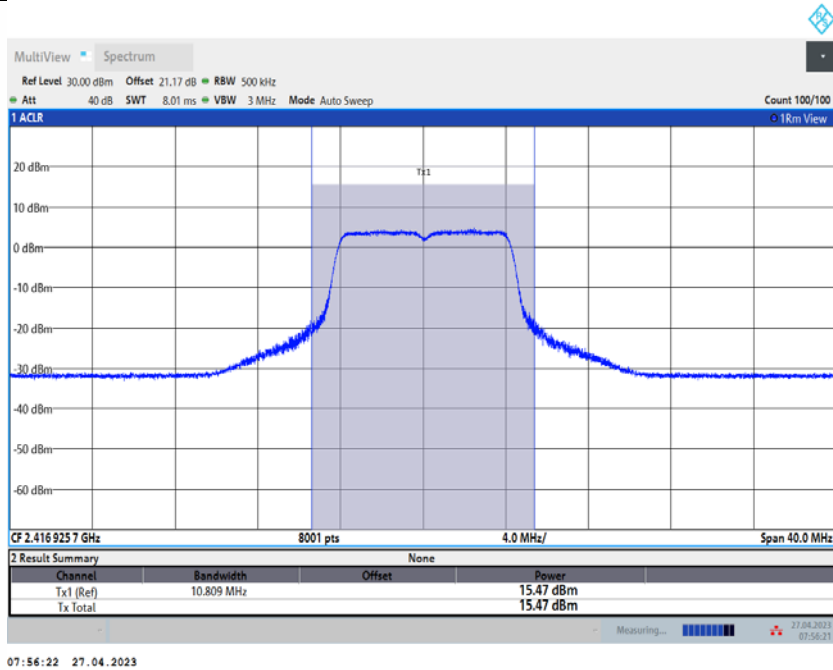 MultiView Spectrum
Ref Level 30.00 dBm Offset 21.17 dB RBW 500 kHz
Att 40 dB SWT 8.01 ms VBW 3 MHz Mode Auto Sweep Count 100/100
1 ACLR 1Rm View
Tx1
20 dBm
10 dBm
0 dBm
-10 dBm
-20 dBm
-30 dBm
-40 dBm
-50 dBm
-60 dBm
CF 2.416 925 7 GHz 8001 pts 4.0 MHz/ Span 40.0 MHz
2 Result Summary None
Channel Bandwidth Offset Power
Tx1 (Ref) 10.809 MHz 15.47 dBm
Tx Total 15.47 dBm
Measuring... 27.04.2023
07:56:21
07:56:22 27.04.2023